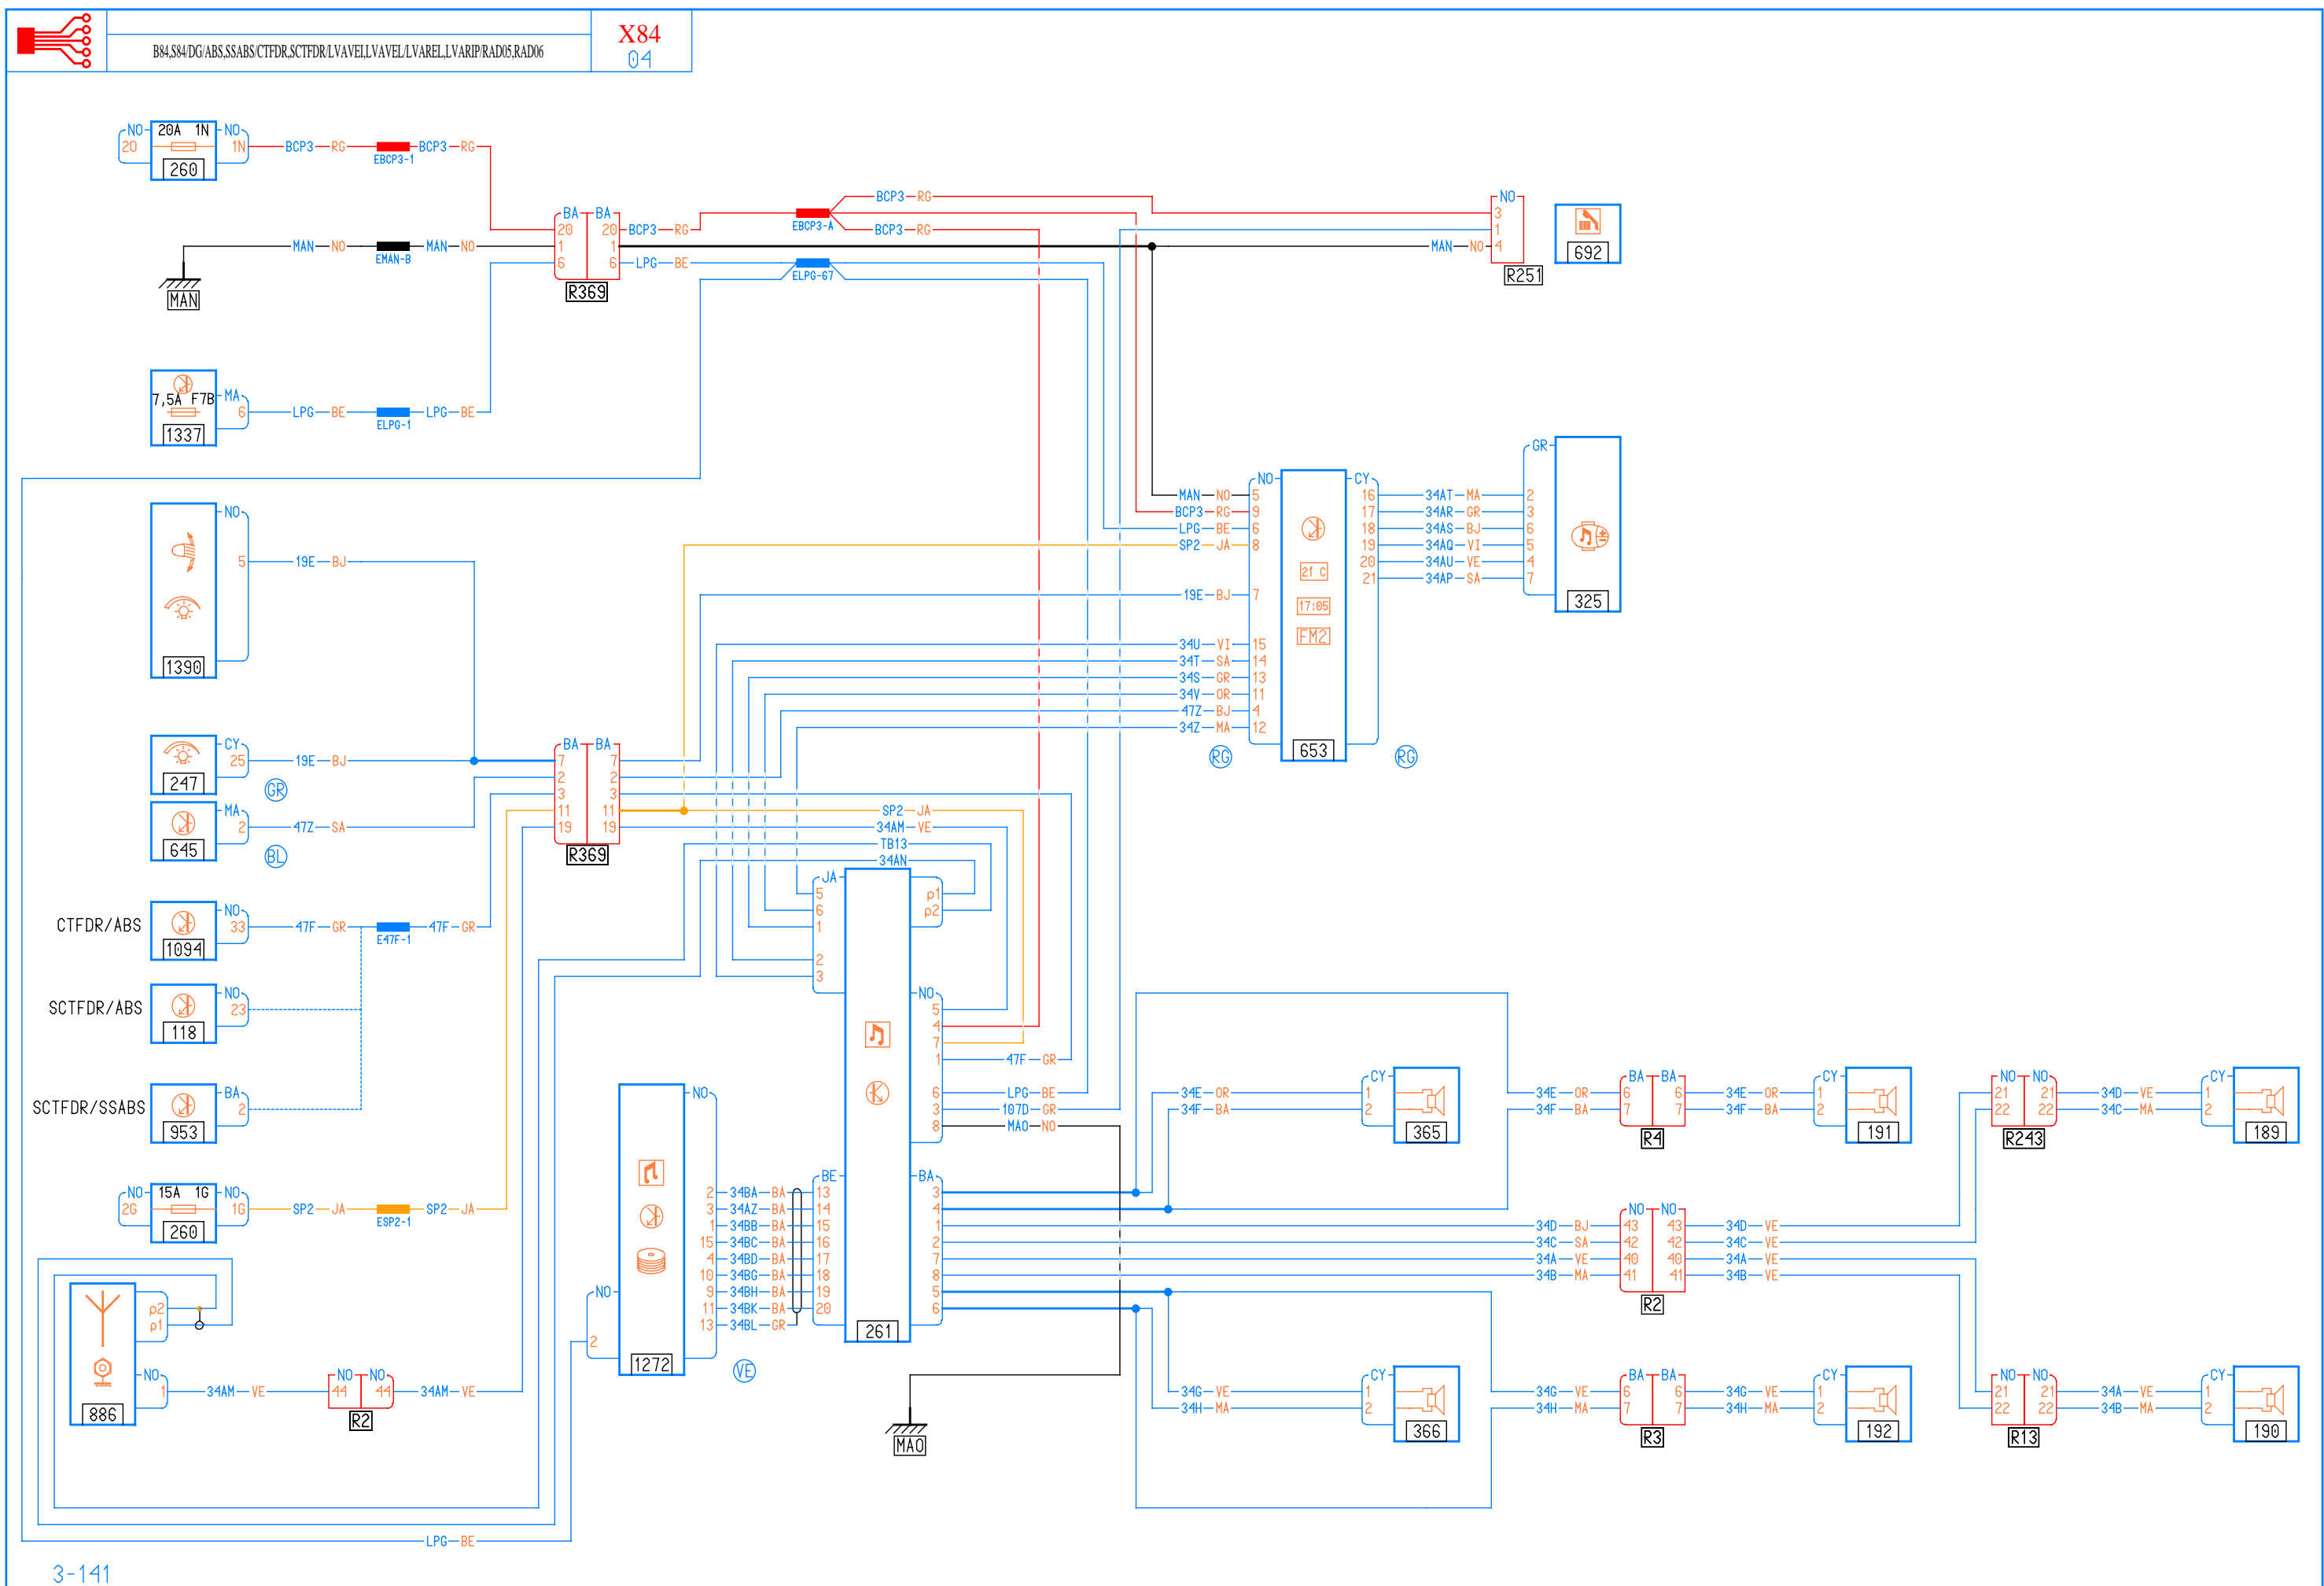 X84
B84,S84/DG/ABS,SSABS/CTFDR,SCTFDR/LVAVEI,LVAVEL/LVAREL,LVARIP/RAD05,RAD06
04
NO 20A 1N NO
20 1N BCP3 RG BCP3 RG
EBCP3-1
260
BCP3 RG
NO
BA BA
3
20 20 BCP3 RG
EBCP3-A
BCP3 RG
1
MAN NO MAN NO 1 1 MAN NO 4
EMAN-B
692
6 6 LPG BE
ELPG-67
R251
R369
MAN
7,5A F7B
MA
6 LPG BE LPG BE
ELPG-1
1337
GR
NO CY
MAN NO 5 16 34AT MA 2
BCP3 RG 9 17 34AR GR 3
LPG BE 6 18 34AS BJ 6
SP2 JA 8 19 34AQ VI 5
20 34AU VE 4
21 34AP SA 7
21 C
325
19E BJ 7
17:05
FM2
34U VI 15
34T SA 14
34S GR 13
34V OR 11
47Z BJ 4
34Z MA 12
RG 653 RG
NO
5 19E BJ
1390
CY
25 19E BJ
247
GR
BA BA
7 7
2 2
3 3
11 11 SP2 JA
19 19 34AM VE
R369
TB13
34AN
MA
2 47Z SA
645
BL
CTFDR/ABS
NO
33 47F GR 47F GR
E47F-1
1094
SCTFDR/ABS
NO
23
118
SCTFDR/SSABS
BA
2
953
NO 15A 1G NO
2G 1G SP2 JA SP2 JA
ESP2-1
260
JA
5 p1
6 p2
1
2
3
NO
5
4
7
1 47F GR
6 LPG BE
3 107D GR
8 MAO NO
NO
2 34BA BA 13
3 34AZ BA 14
1 34BB BA 15
15 34BC BA 16
4 34BD BA 17
10 34BG BA 18
9 34BH BA 19
11 34BK BA 20
13 34BL GR
BE BA
3
4
1
2
7
8
5
6
NO
2
1272
VE
261
MAO
CY
34E OR 1
34F BA 2
365
BA BA CY
34E OR 6 6 34E OR 1
34F BA 7 7 34F BA 2
R4
191
NO NO CY
21 21 34D VE 1
22 22 34C MA 2
R243
189
NO NO
34D BJ 43 43 34D VE
34C SA 42 42 34C VE
34A VE 40 40 34A VE
34B MA 41 41 34B VE
R2
CY
34G VE 1
34H MA 2
366
BA BA CY
34G VE 6 6 34G VE 1
34H MA 7 7 34H MA 2
R3
192
NO NO CY
21 21 34A VE 1
22 22 34B MA 2
R13
190
p2
p1
NO NO NO
1 34AM VE 44 44 34AM VE
R2
886
LPG BE
3-141